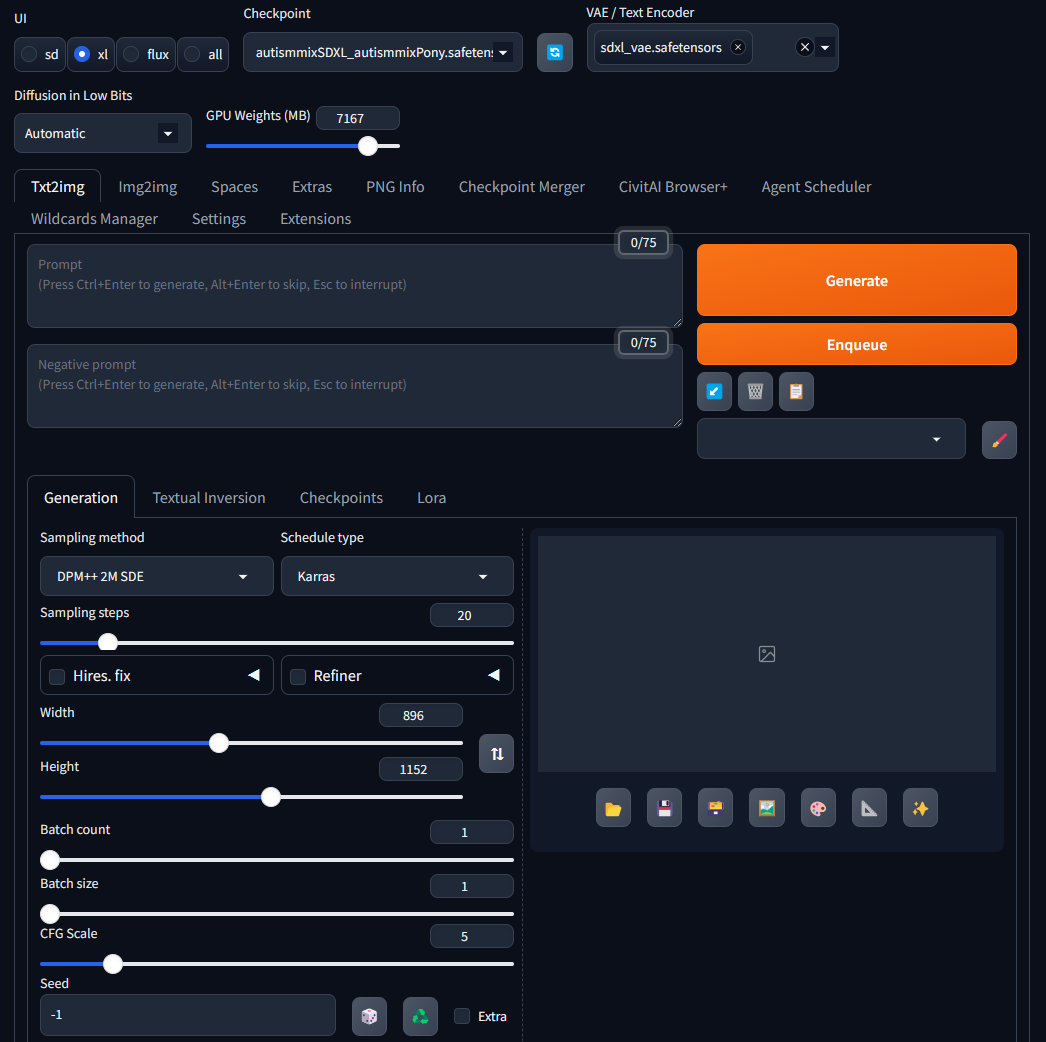 UI
sd
xl
flux
all
Checkpoint
autismmixSDXL_autismmixPony.safetens
VAE / Text Encoder
sdxl_vae.safetensors
Diffusion in Low Bits
Automatic
GPU Weights (MB)
7167
Txt2img
Img2img
Spaces
Extras
PNG Info
Checkpoint Merger
CivitAI Browser+
Agent Scheduler
Wildcards Manager
Settings
Extensions
0/75
Prompt
(Press Ctrl+Enter to generate, Alt+Enter to skip, Esc to interrupt)
Generate
0/75
Negative prompt
(Press Ctrl+Enter to generate, Alt+Enter to skip, Esc to interrupt)
Enqueue
Generation
Textual Inversion
Checkpoints
Lora
Sampling method
DPM++ 2M SDE
Schedule type
Karras
Sampling steps
20
Hires. fix
Refiner
Width
896
Height
1152
Batch count
1
Batch size
1
CFG Scale
5
Seed
-1
Extra